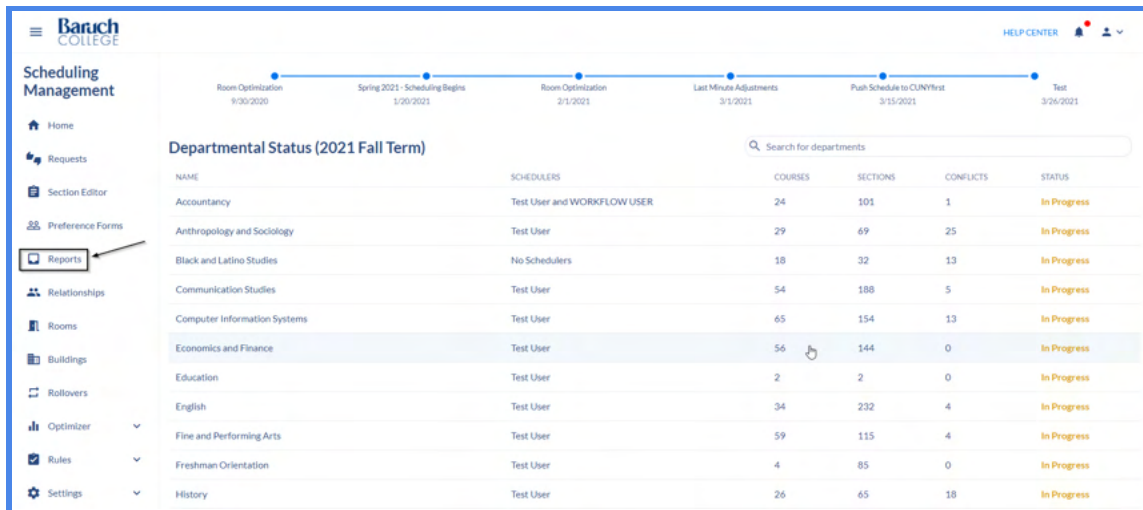 Baruch
COLLEGE
HELP CENTER
Scheduling
Management
Home
Requests
Section Editor
Preference Forms
Reports
Relationships
Rooms
Buildings
Rollovers
Optimizer
Rules
Settings
Room Optimization Spring 2021 - Scheduling Begins Room Optimization Last Minute Adjustments Push Schedule to CUNYfirst Test
9/30/2020 1/20/2021 2/1/2021 3/1/2021 3/15/2021 3/26/2021
Departmental Status (2021 Fall Term)
Search for departments
NAME SCHEDULERS COURSES SECTIONS CONFLICTS STATUS
Accountancy Test User and WORKFLOW USER 24 101 1 In Progress
Anthropology and Sociology Test User 29 69 25 In Progress
Black and Latino Studies No Schedulers 18 32 13 In Progress
Communication Studies Test User 54 188 5 In Progress
Computer Information Systems Test User 65 154 13 In Progress
Economics and Finance Test User 56 144 0 In Progress
Education Test User 2 2 0 In Progress
English Test User 34 232 4 In Progress
Fine and Performing Arts Test User 59 115 4 In Progress
Freshman Orientation Test User 4 85 0 In Progress
History Test User 26 65 18 In Progress